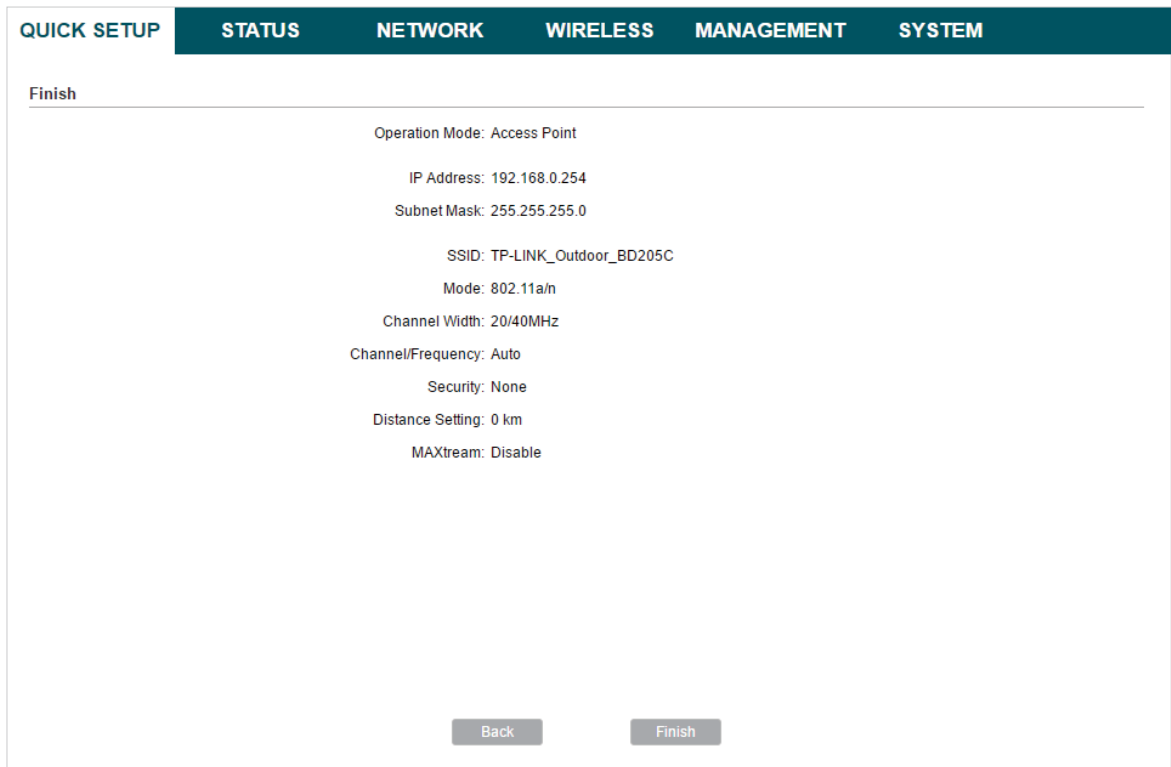 QUICK SETUP STATUS NETWORK WIRELESS MANAGEMENT SYSTEM
Finish
Operation Mode: Access Point
IP Address: 192.168.0.254
Subnet Mask: 255.255.255.0
SSID: TP-LINK_Outdoor_BD205C
Mode: 802.11a/n
Channel Width: 20/40MHz
Channel/Frequency: Auto
Security: None
Distance Setting: 0 km
MAXtream: Disable
Back Finish